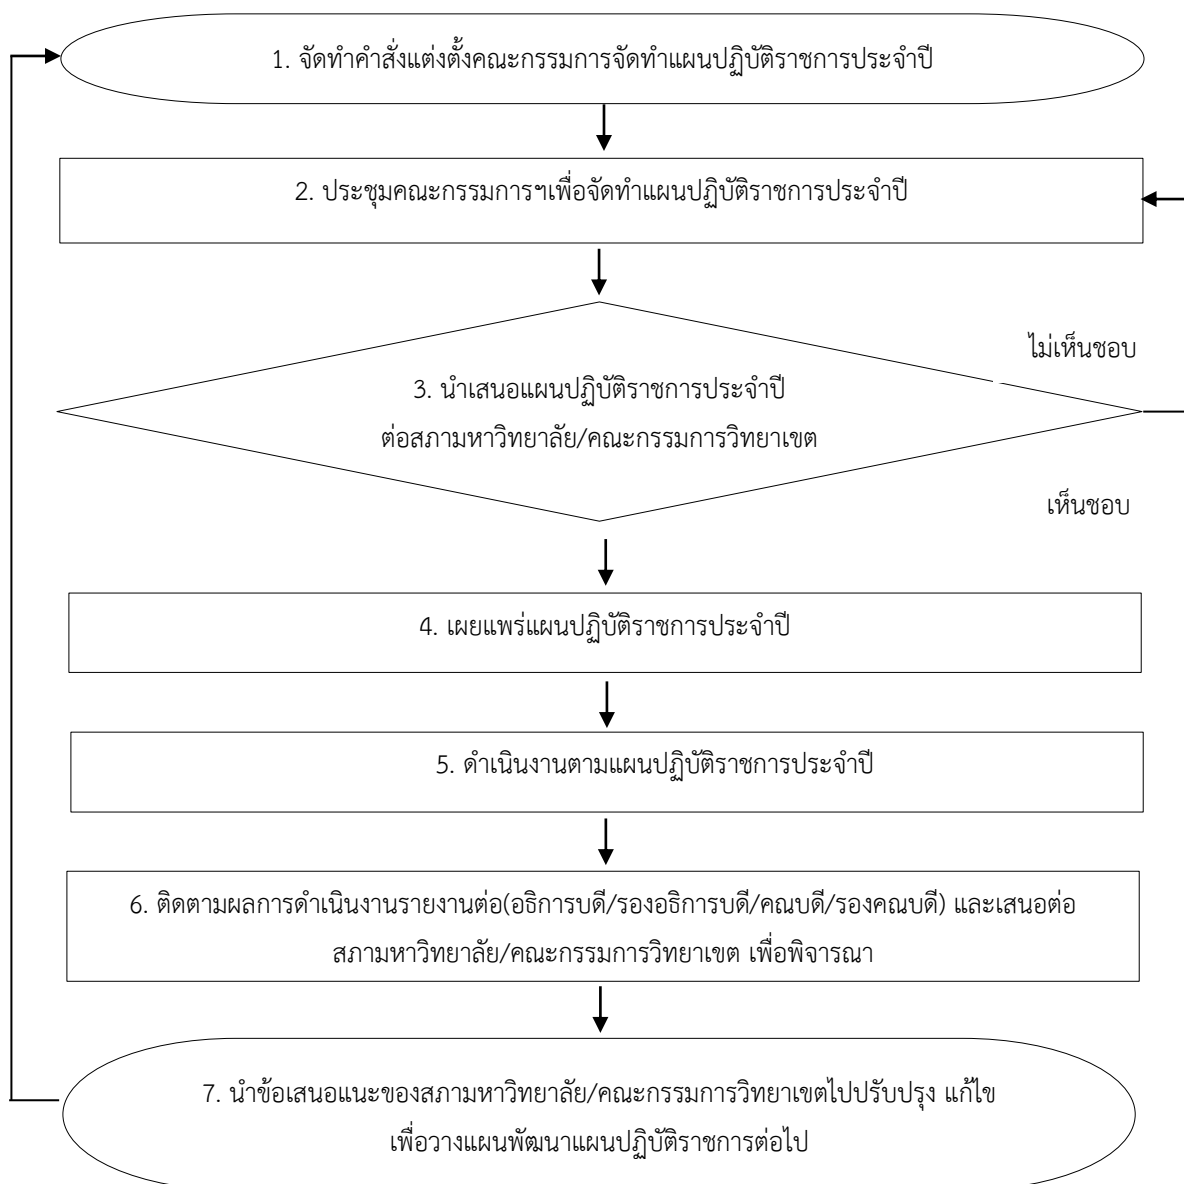 1. จัดทำคำสั่งแต่งตั้งคณะกรรมการจัดทำแผนปฏิบัติราชการประจำปี
2. ประชุมคณะกรรมการฯเพื่อจัดทำแผนปฏิบัติราชการประจำปี
ไม่เห็นชอบ
3. นำเสนอแผนปฏิบัติราชการประจำปี
ต่อสภามหาวิทยาลัย/คณะกรรมการวิทยาเขต
เห็นชอบ
4. เผยแพร่แผนปฏิบัติราชการประจำปี
5. ดำเนินงานตามแผนปฏิบัติราชการประจำปี
6. ติดตามผลการดำเนินงานรายงานต่อ(อธิการบดี/รองอธิการบดี/คณบดี/รองคณบดี) และเสนอต่อ
สภามหาวิทยาลัย/คณะกรรมการวิทยาเขต เพื่อพิจารณา
7. นำข้อเสนอแนะของสภามหาวิทยาลัย/คณะกรรมการวิทยาเขตไปปรับปรุง แก้ไข
เพื่อวางแผนพัฒนาแผนปฏิบัติราชการต่อไป